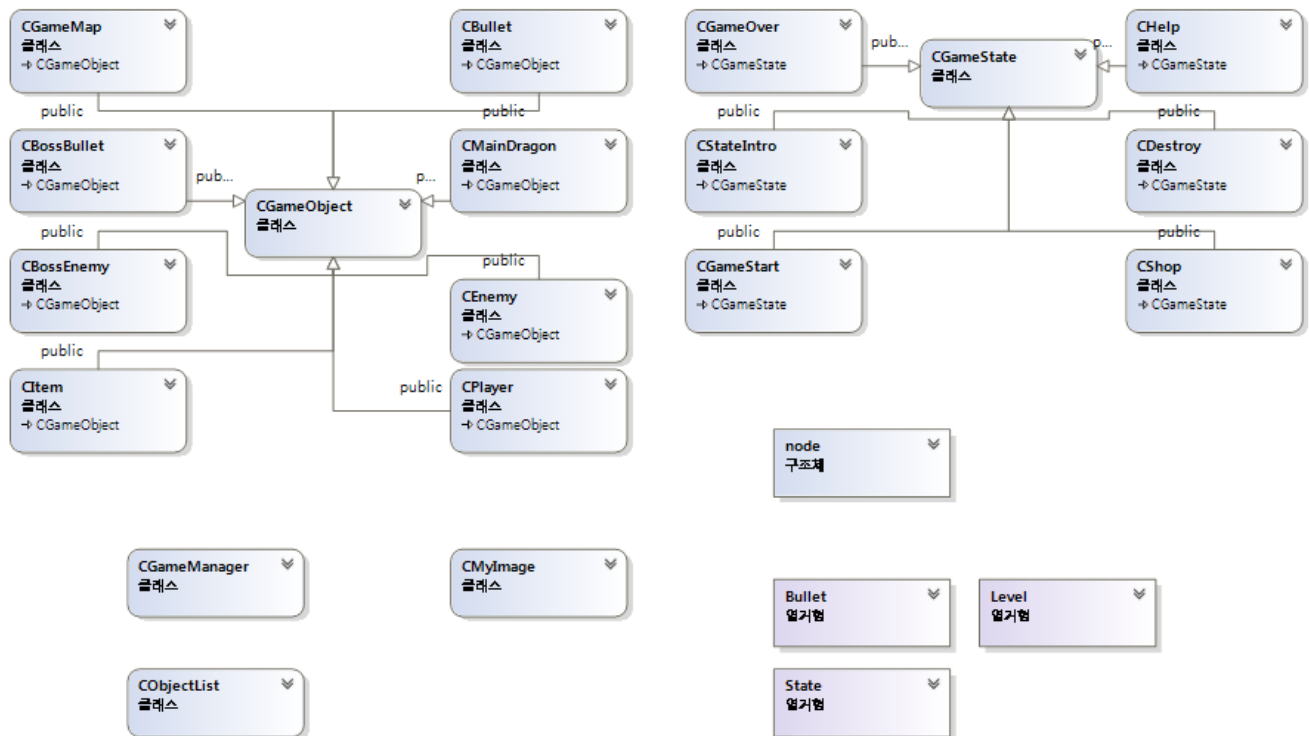 CGameMap
클래스
CGameObject
public
CBullet
클래스
CGameObject
public
CBossBullet
클래스
CGameObject
pub...
CMainDragon
클래스
CGameObject
p...
CGameObject
클래스
public
CBossEnemy
클래스
CGameObject
public
CEnemy
클래스
CGameObject
public
CItem
클래스
CGameObject
public
CPlayer
클래스
CGameObject
CGameManager
클래스
CMyImage
클래스
CObjectList
클래스
CGameOver
클래스
CGameState
pub...
CGameState
클래스
p...
CHelp
클래스
CGameState
public
public
CStateIntro
클래스
CGameState
CDestroy
클래스
CGameState
public
public
CGameStart
클래스
CGameState
CShop
클래스
CGameState
node
구조체
Bullet
열거형
Level
열거형
State
열거형